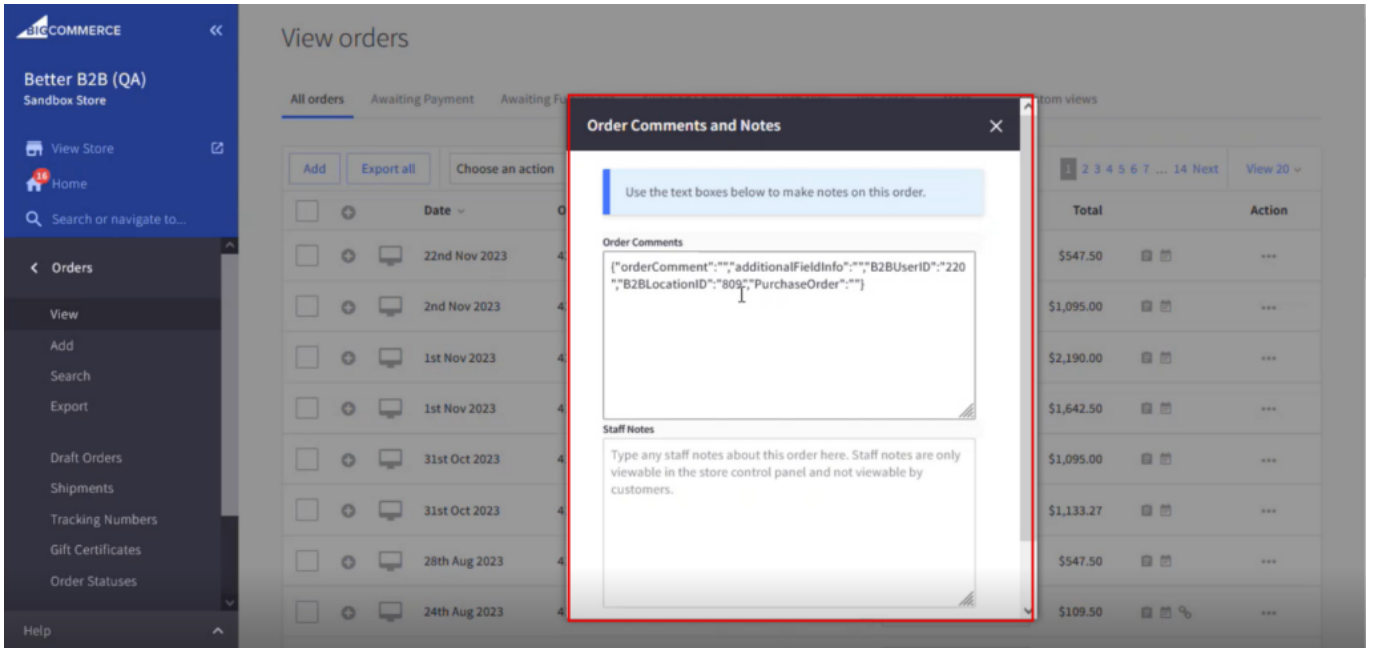 BIGCOMMERCE
Better B2B (QA)
Sandbox Store
View Store
16
Home
Search or navigate to...
Orders
View
Add
Search
Export
Draft Orders
Shipments
Tracking Numbers
Gift Certificates
Order Statuses
Help
View orders
All orders Awaiting Payment Awaiting Fu
tom views
Add Export all Choose an action
1 2 3 4 5 6 7 ... 14 Next View 20
Date Total Action
22nd Nov 2023 $547.50
2nd Nov 2023 $1,095.00
1st Nov 2023 $2,190.00
1st Nov 2023 $1,642.50
31st Oct 2023 $1,095.00
31st Oct 2023 $1,133.27
28th Aug 2023 $547.50
24th Aug 2023 $109.50
Order Comments and Notes
Use the text boxes below to make notes on this order.
Order Comments
{"orderComment":"","additionalFieldInfo":"","B2BUserID":"220
","B2BLocationID":"809","PurchaseOrder":""}
Staff Notes
Type any staff notes about this order here. Staff notes are only
viewable in the store control panel and not viewable by
customers.